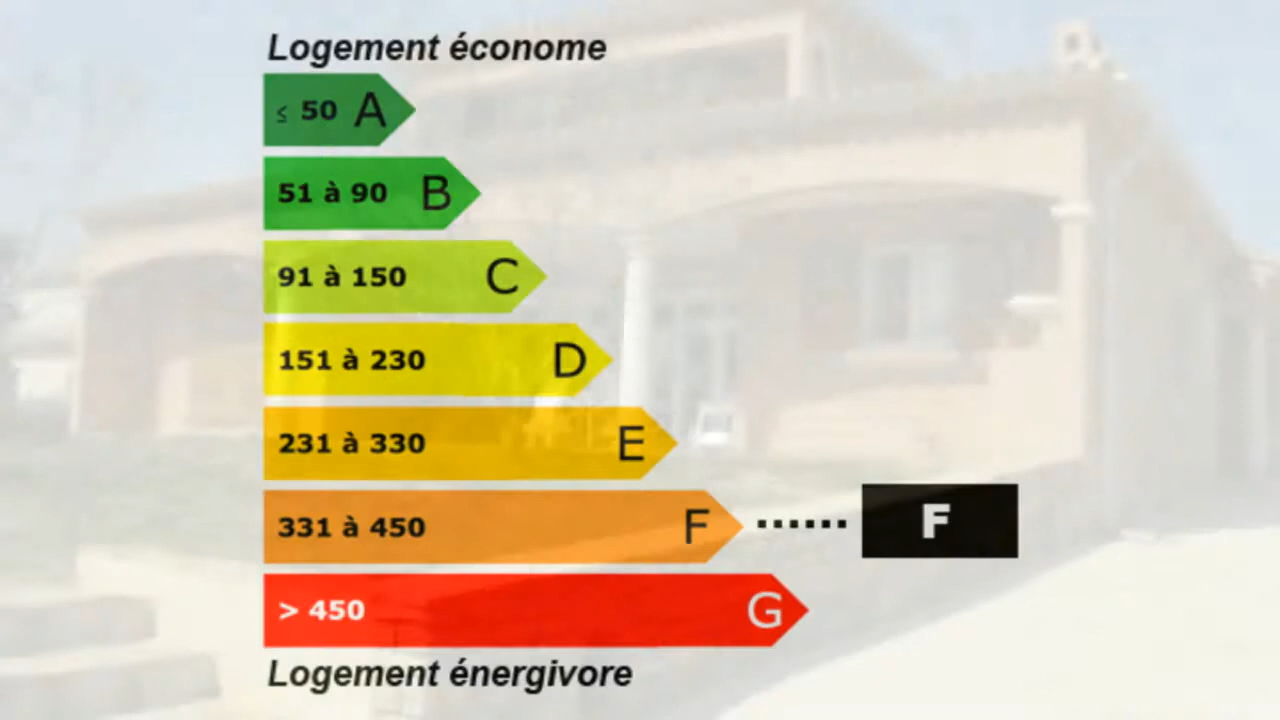 Logement économe
≤ 50 A
51 à 90 B
91 à 150 C
151 à 230 D
231 à 330 E
331 à 450 F ...... F
> 450 G
Logement énergivore